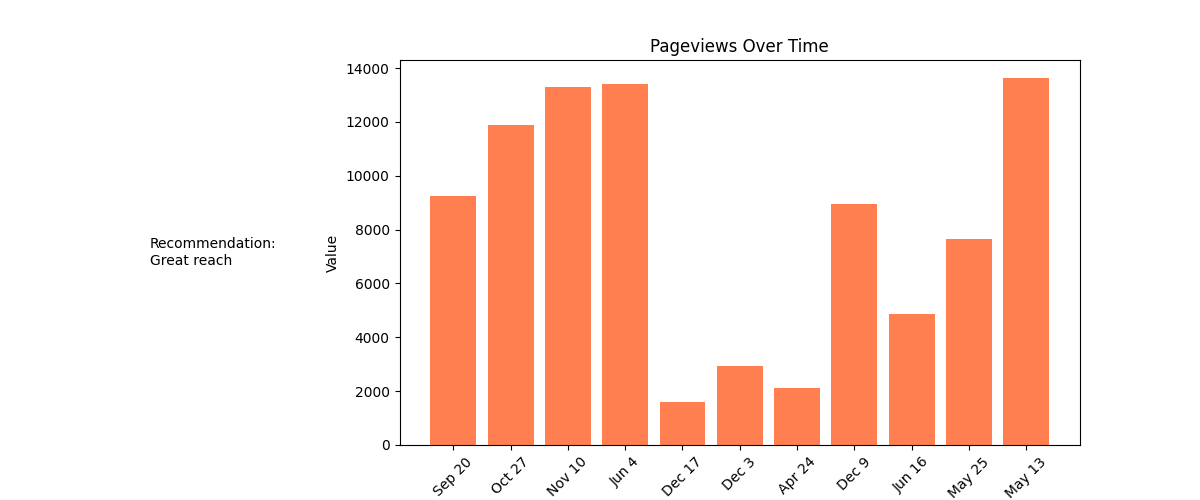 Pageviews Over Time
Recommendation:
Great reach
Value
14000
12000
10000
8000
6000
4000
2000
0
Sep 20
Oct 27
Nov 10
Jun 4
Dec 17
Dec 3
Apr 24
Dec 9
Jun 16
May 25
May 13